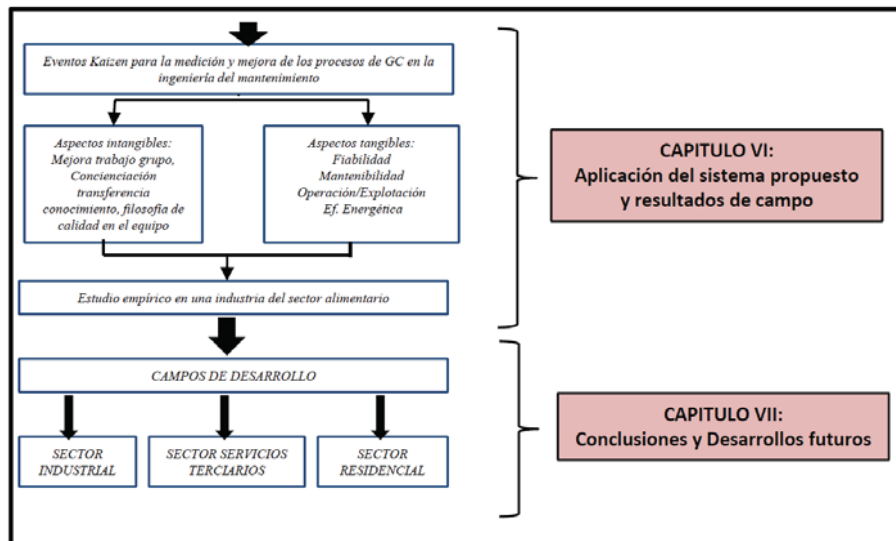 Eventos Kaizen para la medición y mejora de los procesos de GC en la
ingeniería del mantenimiento
Aspectos intangibles:
Mejora trabajo grupo,
Concienciación
transferencia
conocimiento, filosofía de
calidad en el equipo
Aspectos tangibles:
Fiabilidad
Mantenibilidad
Operación/Explotación
Ef. Energética
Estudio empírico en una industria del sector alimentario
CAPITULO VI:
Aplicación del sistema propuesto
y resultados de campo
CAMPOS DE DESARROLLO
SECTOR
INDUSTRIAL
SECTOR SERVICIOS
TERCIARIOS
SECTOR
RESIDENCIAL
CAPITULO VII:
Conclusiones y Desarrollos futuros